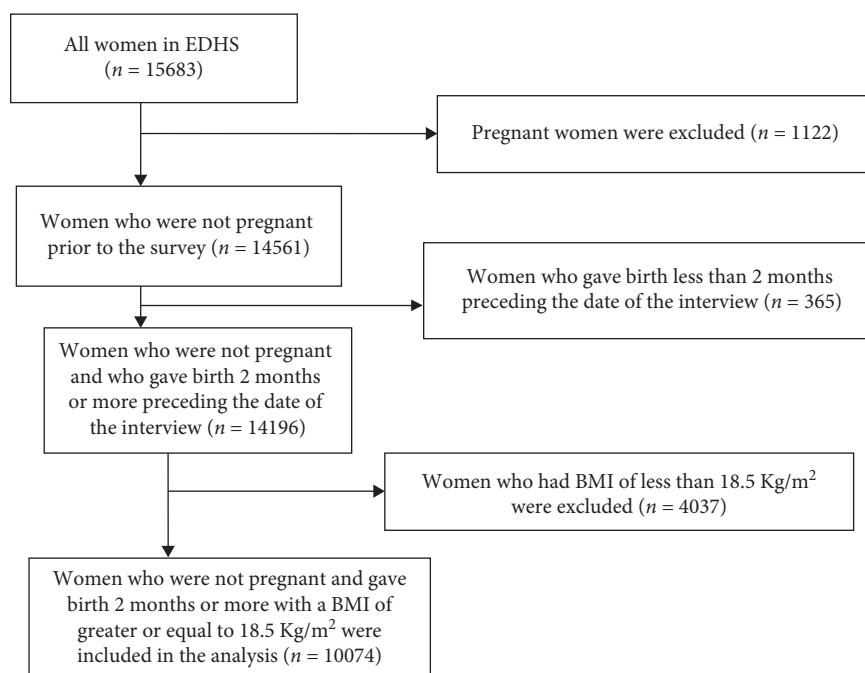 All women in EDHS
(n = 15683)
Pregnant women were excluded (n = 1122)
Women who were not pregnant
prior to the survey (n = 14561)
Women who gave birth less than 2 months
preceding the date of the interview (n = 365)
Women who were not pregnant
and who gave birth 2 months
or more preceding the date of
the interview (n = 14196)
Women who had BMI of less than 18.5 Kg/m²
were excluded (n = 4037)
Women who were not pregnant and gave
birth 2 months or more with a BMI of
greater or equal to 18.5 Kg/m² were
included in the analysis (n = 10074)